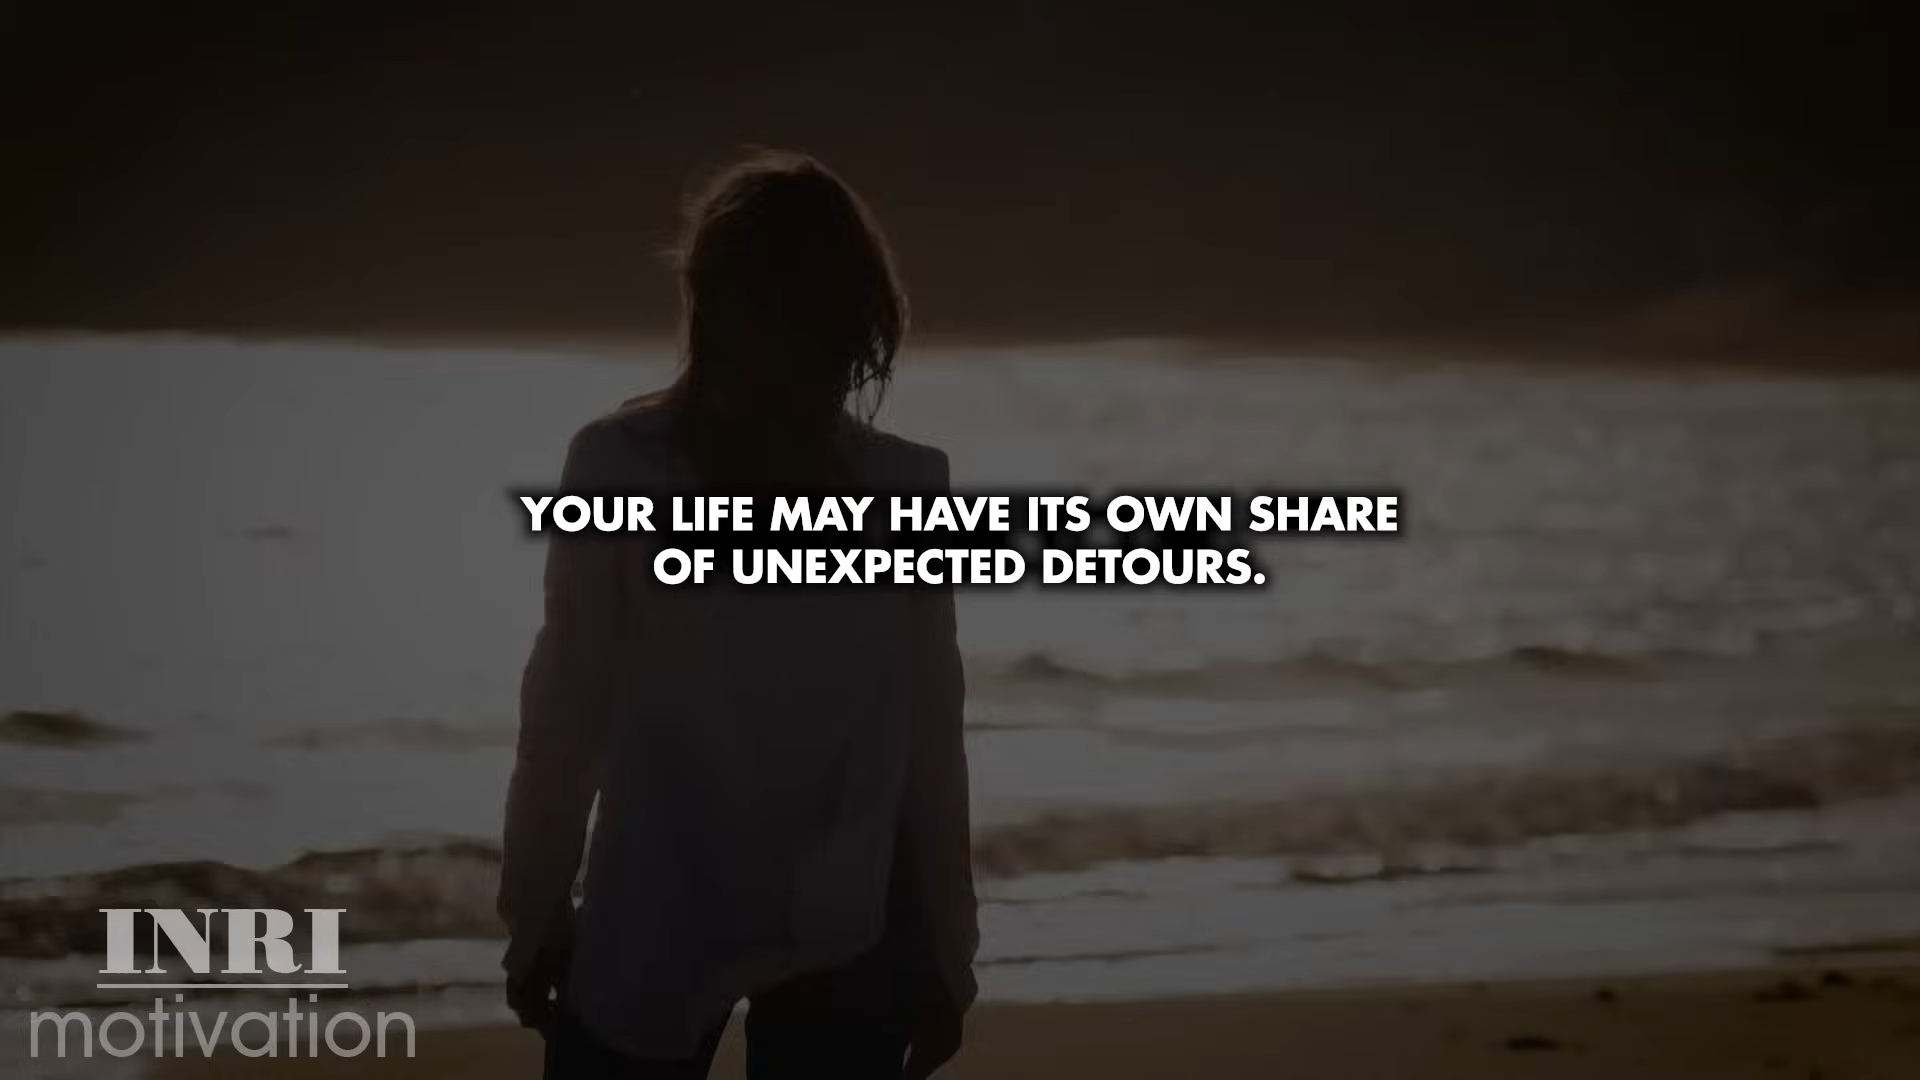 YOUR LIFE MAY HAVE ITS OWN SHARE
OF UNEXPECTED DETOURS.
INRI
motivation